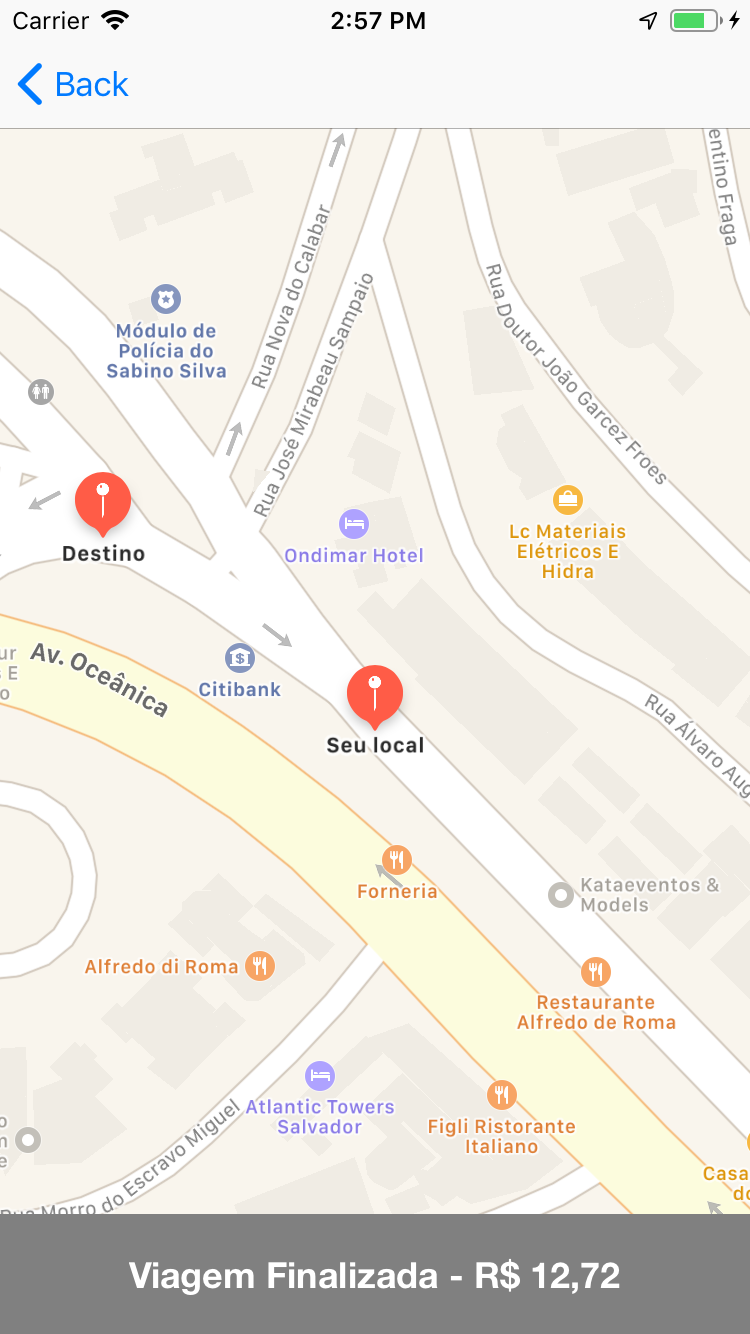 Carrier
2:57 PM
Back
entino Fraga
Rua Nova do Calabar
Rua José Mirabeau Sampaio
Rua Doutor João Garcez Froes
Módulo de
Polícia do
Sabino Silva
Lc Materiais
Elétricos E
Hidra
Ondimar Hotel
Destino
ur
s E
o
Av. Oceânica
Citibank
Seu local
Rua Álvaro Aug
Forneria
Kataeventos &
Models
Alfredo di Roma
Restaurante
Alfredo de Roma
Atlantic Towers
Salvador
Figli Ristorante
Italiano
o
m
e
Rua Morro do Escravo Miguel
Casa
do
Viagem Finalizada - R$ 12,72